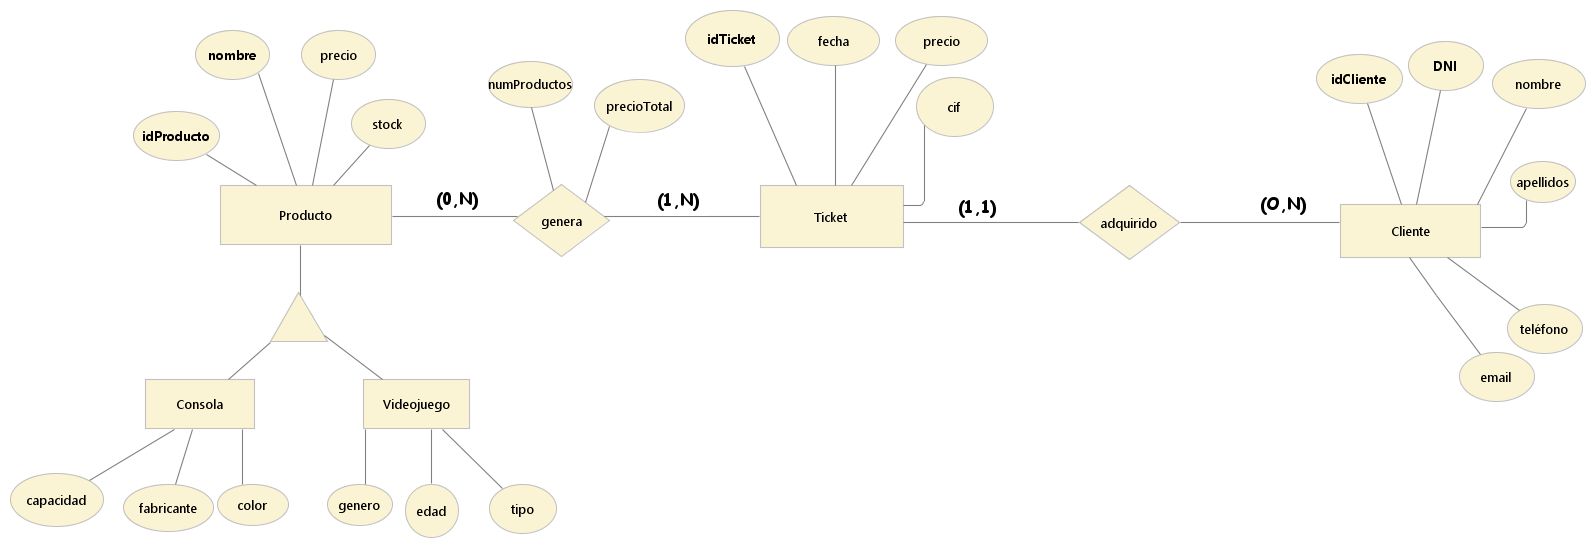 idTicket
fecha
precio
nombre
precio
DNI
idCliente
nombre
numProductos
precioTotal
cif
stock
idProducto
apellidos
(0,N)
(1,N)
(1,1)
(O,N)
Producto
genera
Ticket
adquirido
Cliente
teléfono
email
Consola
Videojuego
capacidad
fabricante
color
genero
edad
tipo